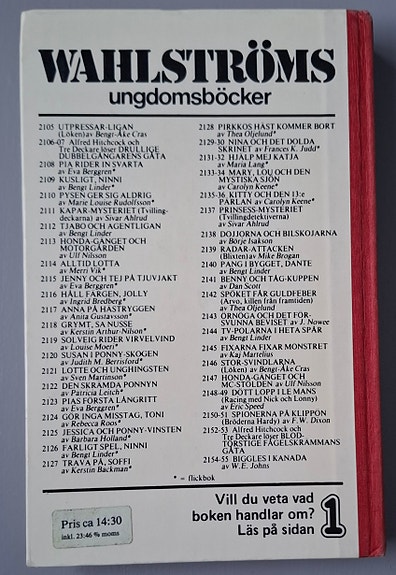 WAHLSTRÖMS
ungdomsböcker
2105 UTPRESSAR-LIGAN
(Löken) av Bengt-Åke Cras
2106-07 Alfred Hitchcock och
Tre Deckare löser DRULLIGE
DUBBELGÅNGARENS GÅTA
2108 PIA RIDER IN SVARTA
av Eva Berggren*
2109 KUSLIGT, NINNI
av Bengt Linder*
2110 PYSEN GER SIG ALDRIG
av Marie Louise Rudolfsson*
2111 KAPAR-MYSTERIET (Tvilling-
deckarna) av Sivar Ahlrud
2112 TJABO OCH AGENTLIGAN
av Bengt Linder
2113 HONDA-GÄNGET OCH
MOTORGÅRDEN
av Ulf Nilsson
2114 ALLTID LOTTA
av Merri Vik*
2115 JENNY OCH TEJ PÅ TJUVJAKT
av Eva Berggren*
2116 HÅLL FÄRGEN, JOLLY
av Ingrid Bredberg*
2117 ANNA PÅ HÄSTRYGGEN
av Anita Gustavsson*
2118 GRYMT, SA NUSSE
av Kerstin Arthur-Nilson*
2119 SOLVEIG RIDER VIRVELVIND
av Louise Moeri*
2120 SUSAN I PONNY-SKOGEN
av Judith M. Berrisford*
2121 LOTTE OCH UNGHINGSTEN
av Sven Martinson*
2122 DEN SKRÄMDA PONNYN
av Patricia Leitch*
2123 PIAS FÖRSTA LÅNGRITT
av Eva Berggren*
2124 GÖR INGA MISSTAG, TONI
av Rebecca Roos*
2125 JESSICA OCH PONNY-VINSTEN
av Barbara Holland*
2126 FARLIGT SPEL, NINNI
av Bengt Linder*
2127 TRAVA PÅ, SOFFI
av Kerstin Backman*
2128 PIRKKOS HÄST KOMMER BORT
av Thea Oljelund*
2129-30 NINA OCH DET DOLDA
SKRINET av Frances K. Judd*
2131-32 HJÄLP MEJ KATJA
av Maria Lang*
2133-34 MARY, LOU OCH DEN
MYSTISKA SJÖN
av Carolyn Keene*
2135-36 KITTY OCH DEN 13:e
PÄRLAN av Carolyn Keene*
2137 PRINSESS-MYSTERIET
(Tvillingdetektiverna)
av Sivar Ahlrud
2138 DOJJORNA OCH BILSKOJARNA
av Börje Isakson
2139 RADAR-ATTACKEN
(Blixten) av Mike Brogan
2140 PANG I BYGGET, DANTE
av Bengt Linder
2141 BENNY OCH TÅG-KUPPEN
av Dan Scott
2142 SPÖKET FÅR GULDFEBER
(Arvo, killen från framtiden)
av Thea Oljelund
2143 ÖRNÖGA OCH DET FÖR-
SVUNNA BEVISET av J. Nowee
2144 TV-POLARNA I HETA SPÅR
av Bengt Linder
2145 FIXARNA FIXAR MONSTRET
av Kaj Martelius
2146 STOR-SVINDLARNA
(Löken) av Bengt-Åke Cras
2147 HONDA-GÄNGET OCH
MC-STÖLDEN av Ulf Nilsson
2148-49 DÖTT LOPP I LE MANS
(Racing med Nick och Lonny)
av Eric Speed
2150-51 SPIONERNA PÅ KLIPPÖN
(Bröderna Hardy) av F.W. Dixon
2152-53 Alfred Hitchcock och
Tre Deckare löser BLOD-
TÖRSTIGE FÅGELSKRÄMMANS
GÅTA
2154-55 BIGGLES I KANADA
av W.E. Johns
* = flickbok
Vill du veta vad
boken handlar om?
Läs på sidan 1
Pris ca 14:30
inkl. 23:46 % moms